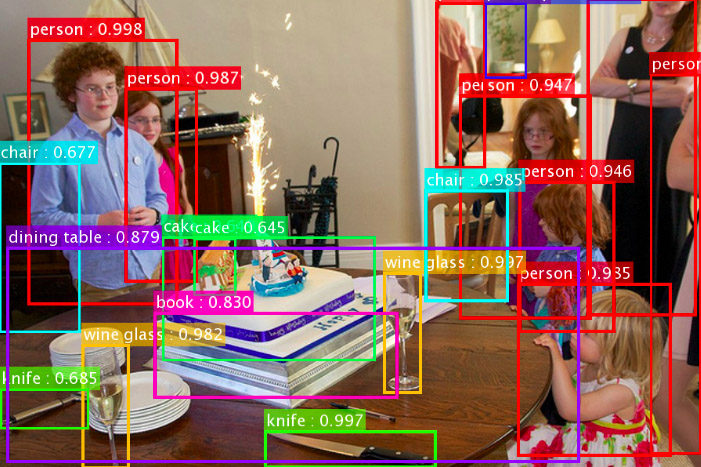 person : 0.998
person : 0.987
person : 0.947
person
chair : 0.677
person : 0.946
chair : 0.985
cake
cake : 0.645
dining table : 0.879
wine glass : 0.997
person : 0.985
book : 0.830
wine glass : 0.982
knife : 0.685
knife : 0.997